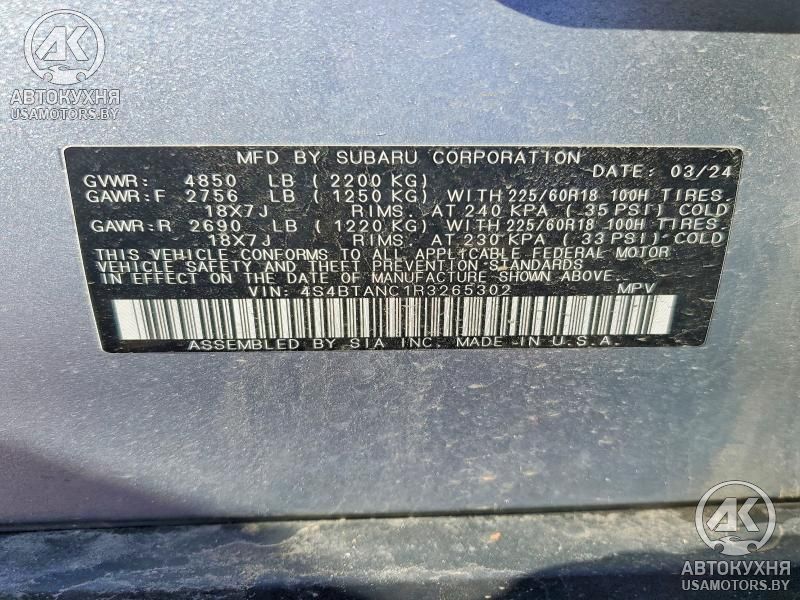 AK
АВТОКУХНЯ
USAMOTORS.BY
MFD BY SUBARU CORPORATION DATE: 03/24
GVWR: 4850 LB ( 2200 KG)
GAWR:F 2756 LB ( 1250 KG) WITH 225/60R18 100H TIRES.
18X7J RIMS. AT 240 KPA ( 35 PSI) COLD
GAWR:R 2690 LB ( 1220 KG) WITH 225/60R18 100H TIRES.
18X7J RIMS. AT 230 KPA ( 33 PSI) COLD
THIS VEHICLE CONFORMS TO ALL APPLICABLE FEDERAL MOTOR
VEHICLE SAFETY AND THEFT PREVENTION STANDARDS
IN EFFECT ON THE DATE OF MANUFACTURE SHOWN ABOVE.
VIN: 4S4BTANC1R3265302 MPV
ASSEMBLED BY SIA INC. MADE IN U.S.A.
AK
АВТОКУХНЯ
USAMOTORS.BY